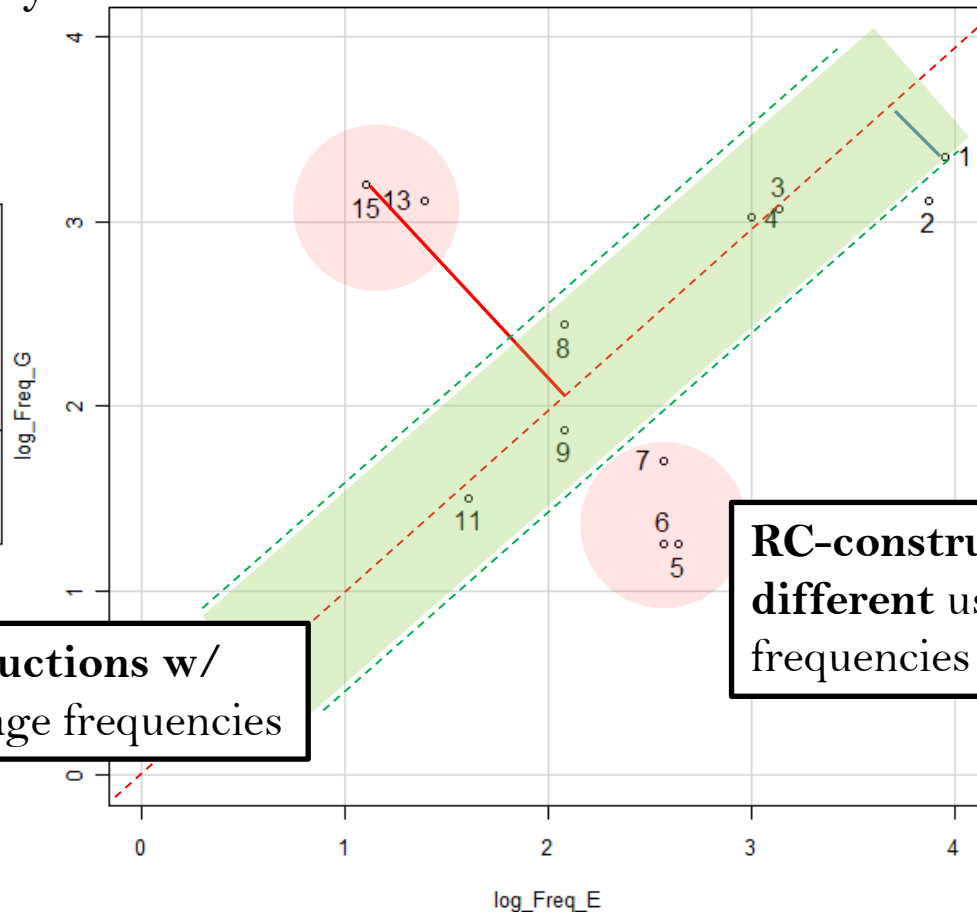 y
4
3
2
1
0
log_Freq_G
15
13
3
4
1
2
8
9
7
11
6
5
RC-constru
different us
frequencies
uctions w/
ge frequencies
0
1
2
3
4
log_Freq_E